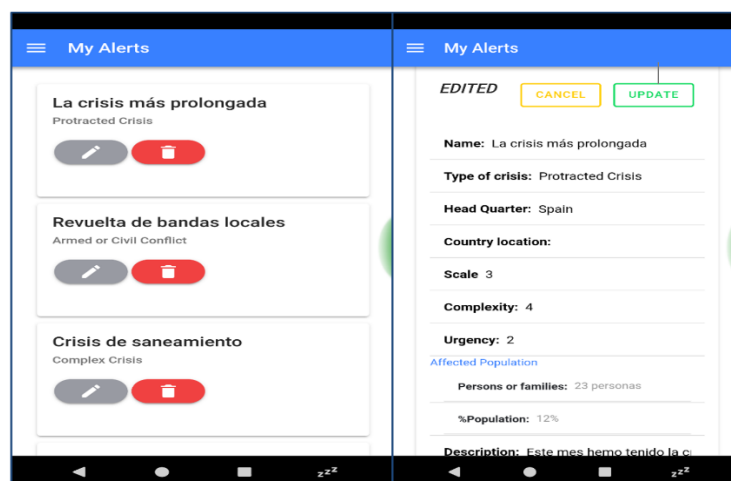 My Alerts
La crisis más prolongada
Protracted Crisis
Revuelta de bandas locales
Armed or Civil Conflict
Crisis de saneamiento
Complex Crisis
zzz
My Alerts
EDITED
CANCEL
UPDATE
Name: La crisis más prolongada
Type of crisis: Protracted Crisis
Head Quarter: Spain
Country location:
Scale 3
Complexity: 4
Urgency: 2
Affected Population
Persons or families: 23 personas
%Population: 12%
Description: Este mes hemo tenido la
zzz